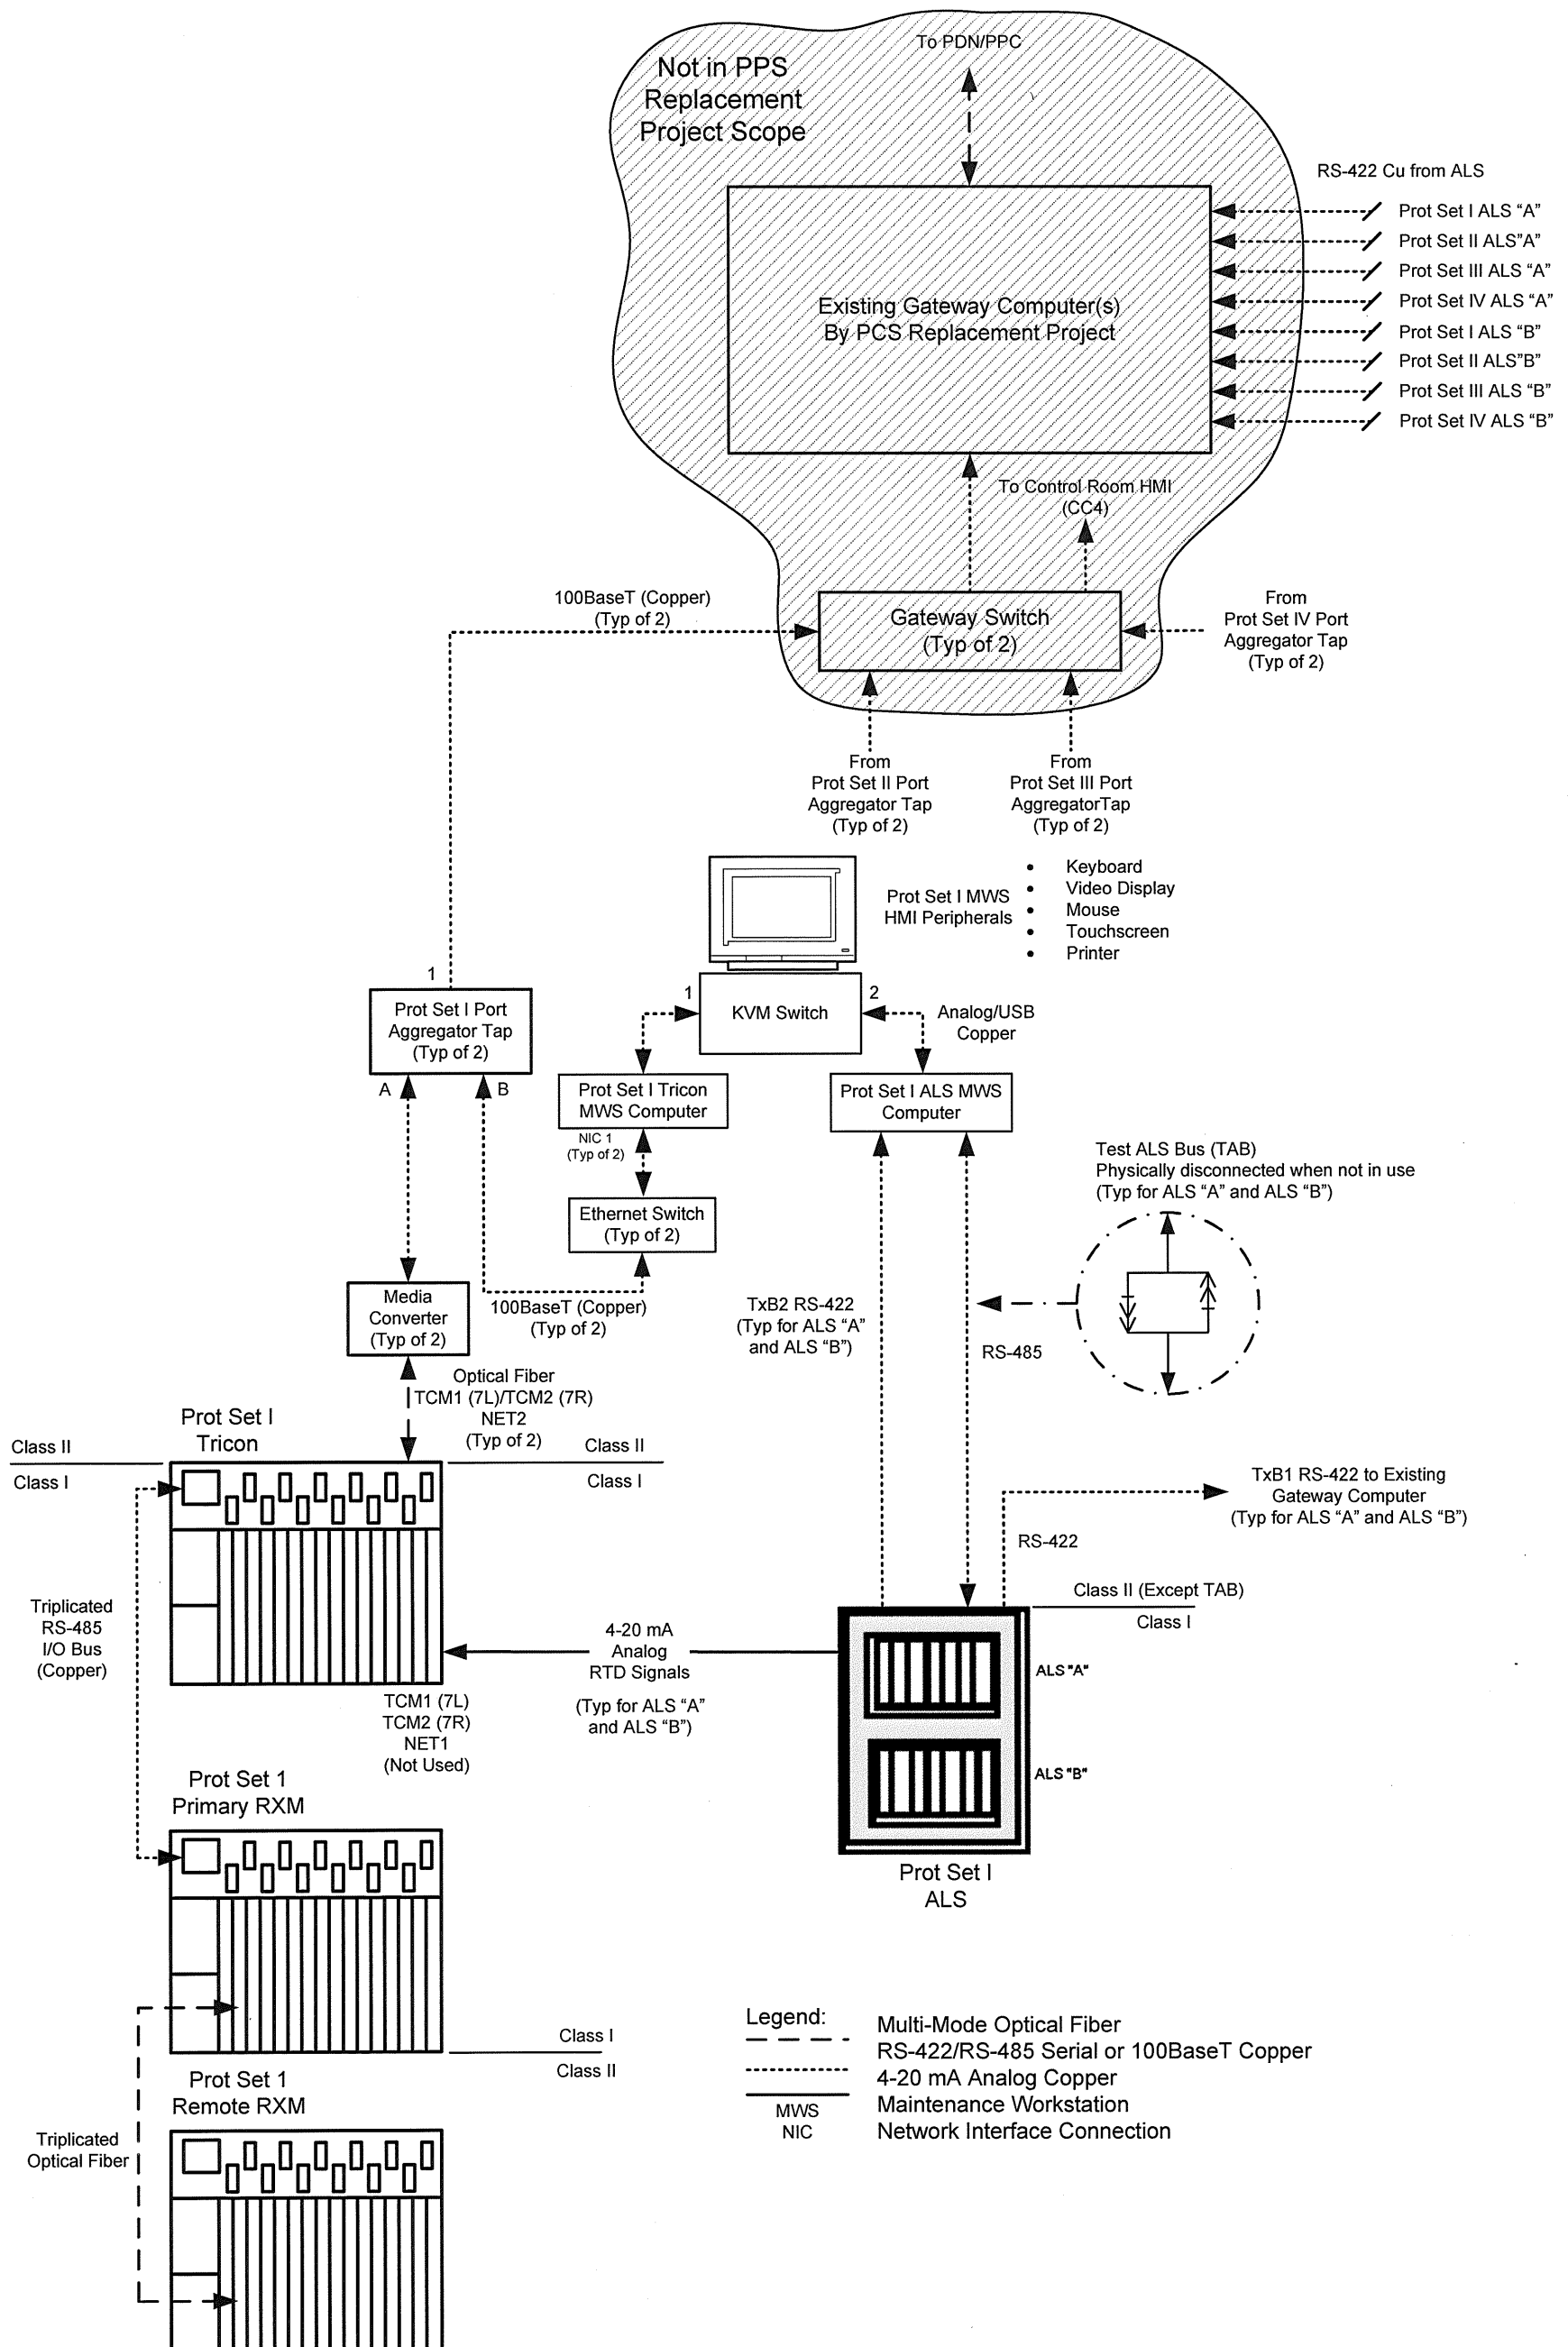 To PDN/PPC
Not in PPS
Replacement
Project Scope
RS-422 Cu from ALS
Prot Set I ALS “A”
Prot Set II ALS”A”
Prot Set III ALS “A”
Prot Set IV ALS “A”
Prot Set I ALS “B”
Prot Set II ALS”B”
Prot Set III ALS “B”
Prot Set IV ALS “B”
Existing Gateway Computer(s)
By PCS Replacement Project
To Control Room HMI
(CC4)
100BaseT (Copper)
(Typ of 2)
Gateway Switch
(Typ of 2)
From
Prot Set IV Port
Aggregator Tap
(Typ of 2)
From
Prot Set II Port
Aggregator Tap
(Typ of 2)
From
Prot Set III Port
AggregatorTap
(Typ of 2)
Prot Set I MWS
HMI Peripherals
• Keyboard
• Video Display
• Mouse
• Touchscreen
• Printer
1
Prot Set I Port
Aggregator Tap
(Typ of 2)
A
B
1
KVM Switch
2
Analog/USB
Copper
Prot Set I Tricon
MWS Computer
NIC 1
(Typ of 2)
Prot Set I ALS MWS
Computer
Ethernet Switch
(Typ of 2)
Test ALS Bus (TAB)
Physically disconnected when not in use
(Typ for ALS “A” and ALS “B”)
Media
Converter
(Typ of 2)
100BaseT (Copper)
(Typ of 2)
TxB2 RS-422
(Typ for ALS “A”
and ALS “B”)
RS-485
Optical Fiber
TCM1 (7L)/TCM2 (7R)
NET2
(Typ of 2)
Prot Set I
Tricon
Class II
Class I
Class II
Class I
TxB1 RS-422 to Existing
Gateway Computer
(Typ for ALS “A” and ALS “B”)
RS-422
Class II (Except TAB)
Class I
Triplicated
RS-485
I/O Bus
(Copper)
4-20 mA
Analog
RTD Signals
(Typ for ALS “A”
and ALS “B”)
ALS "A"
ALS "B"
TCM1 (7L)
TCM2 (7R)
NET1
(Not Used)
Prot Set 1
Primary RXM
Prot Set I
ALS
Class I
Class II
Prot Set 1
Remote RXM
Triplicated
Optical Fiber
Legend:
Multi-Mode Optical Fiber
RS-422/RS-485 Serial or 100BaseT Copper
4-20 mA Analog Copper
MWS Maintenance Workstation
NIC Network Interface Connection